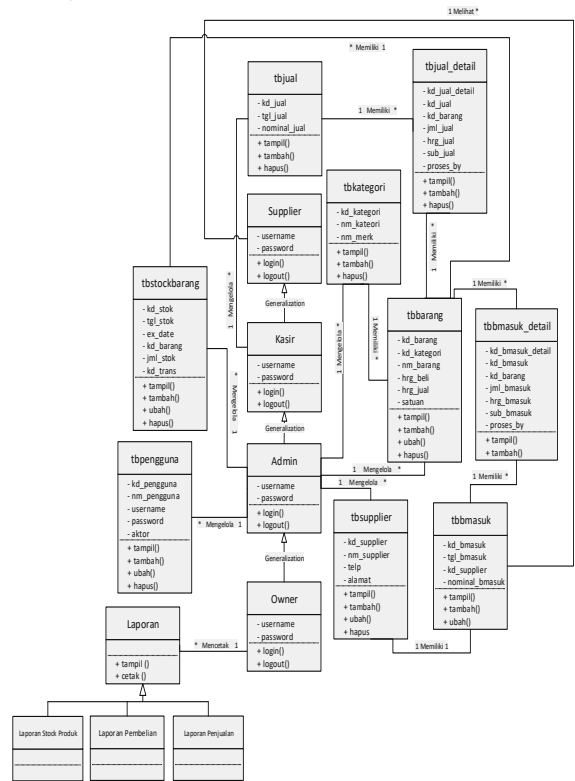 1 Melihat *
* Memiliki 1
tbjual
- kd_jual
- tgl_jual
- nominal_jual
+ tampil()
+ tambah()
+ hapus()
1 Memiliki *
tbjual_detail
- kd_jual_detail
- kd_jual
- kd_barang
- jml_jual
- hrg_jual
- sub_jual
- proses_by
+ tampil()
+ tambah()
+ hapus()
tbkategori
- kd_kategori
- nm_kateori
- nm_merk
+ tampil()
+ tambah()
+ hapus()
Supplier
- username
- password
+ login()
+ logout()
Generalization
1 Memiliki *
1 Mengelola *
tbstockbarang
- kd_stok
- tgl_stok
- ex_date
- kd_barang
- jml_stok
- kd_trans
+ tampil()
+ tambah()
+ ubah()
+ hapus()
Kasir
- username
- password
+ login()
+ logout()
Generalization
* Mengelola 1
1 Mengelola *
1 Memiliki *
tbbarang
- kd_barang
- kd_kategori
- nm_barang
- hrg_beli
- hrg_jual
- satuan
+ tampil()
+ tambah()
+ ubah()
+ hapus()
1 Memiliki *
tbbmasuk_detail
- kd_bmasuk_detail
- kd_bmasuk
- kd_barang
- jml_bmasuk
- hrg_bmasuk
- sub_bmasuk
- proses_by
+ tampil()
+ tambah()
tbpengguna
- kd_pengguna
- nm_pengguna
- username
- password
- aktor
+ tampil()
+ tambah()
+ ubah()
+ hapus()
* Mengelola 1
Admin
- username
- password
+ login()
+ logout()
1 Mengelola *
1 Mengelola *
1 Memiliki *
Generalization
tbsupplier
- kd_supplier
- nm_supplier
- telp
- alamat
+ tampil()
+ tambah()
+ ubah()
+ hapus
tbbmasuk
- kd_bmasuk
- tgl_bmasuk
- kd_supplier
- nominal_bmasuk
+ tampil()
+ tambah()
+ ubah()
1 Memiliki 1
Owner
- username
- password
+ login()
+ logout()
* Mencetak 1
Laporan
+ tampil ()
+ cetak ()
Laporan Stock Produk
Laporan Pembelian
Laporan Penjualan